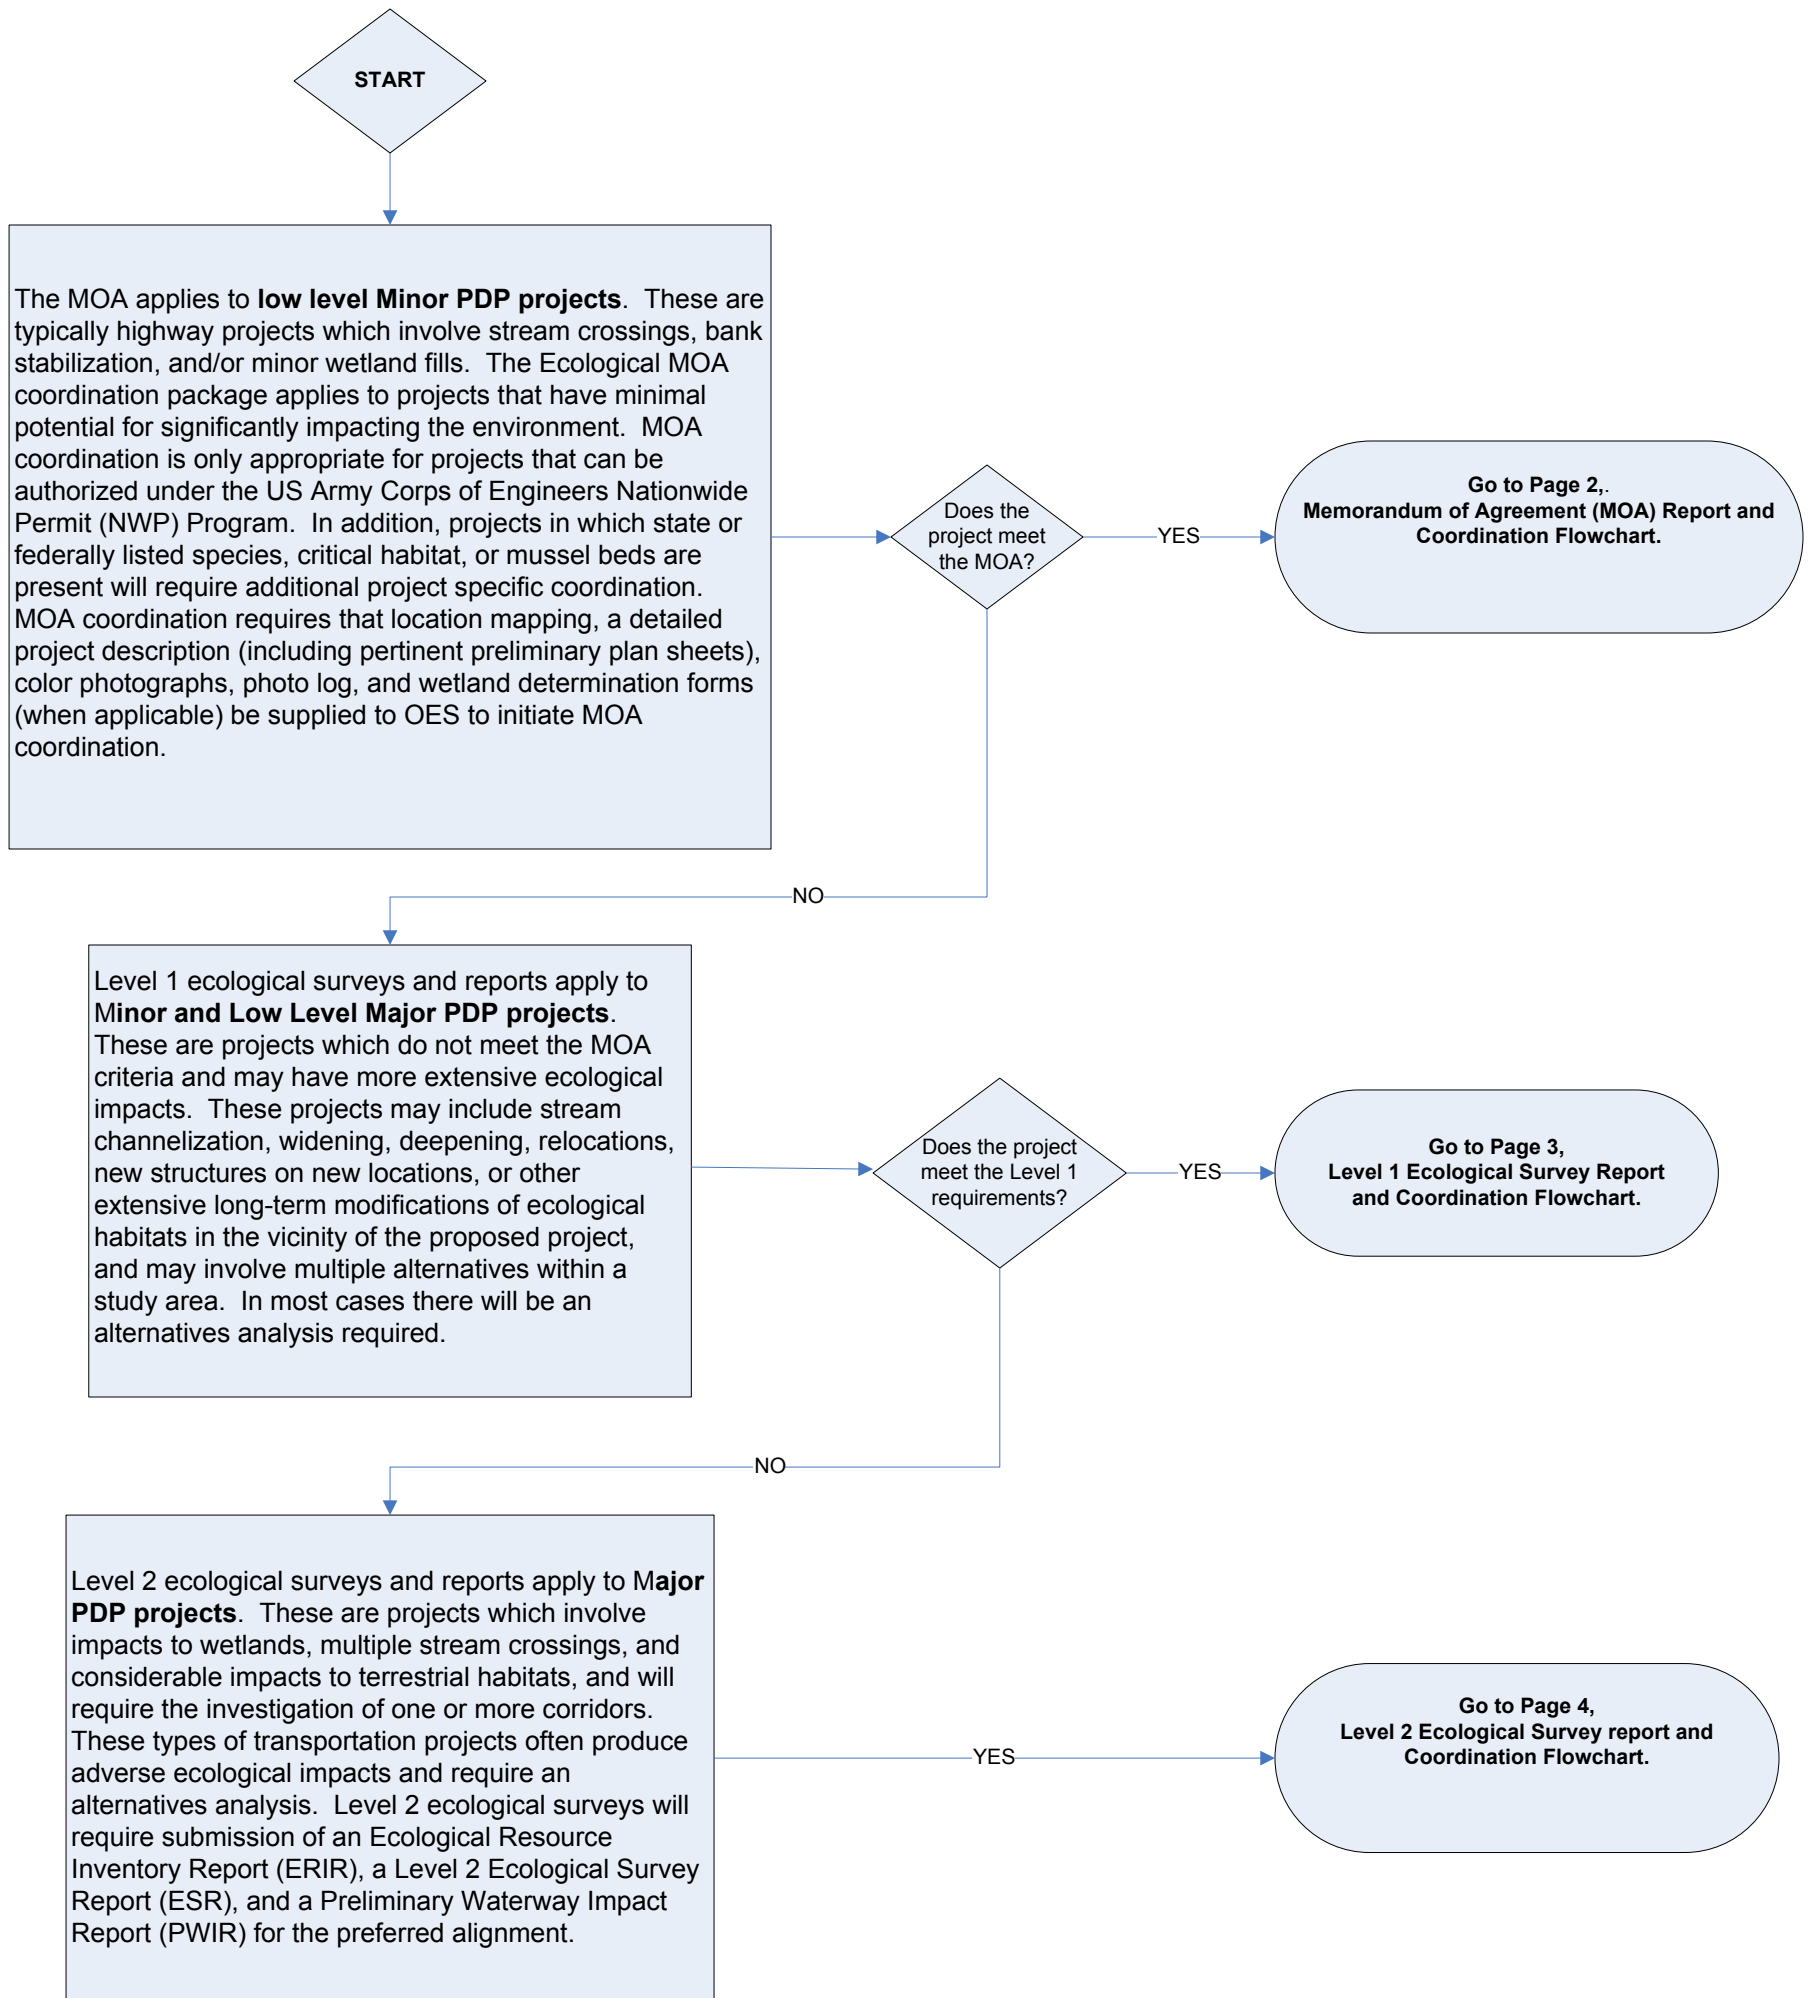 START
The MOA applies to low level Minor PDP projects. These are
typically highway projects which involve stream crossings, bank
stabilization, and/or minor wetland fills. The Ecological MOA
coordination package applies to projects that have minimal
potential for significantly impacting the environment. MOA
coordination is only appropriate for projects that can be
authorized under the US Army Corps of Engineers Nationwide
Permit (NWP) Program. In addition, projects in which state or
federally listed species, critical habitat, or mussel beds are
present will require additional project specific coordination.
MOA coordination requires that location mapping, a detailed
project description (including pertinent preliminary plan sheets),
color photographs, photo log, and wetland determination forms
(when applicable) be supplied to OES to initiate MOA
coordination.
Does the
project meet
the MOA?
YES
Go to Page 2,.
Memorandum of Agreement (MOA) Report and
Coordination Flowchart.
NO
Level 1 ecological surveys and reports apply to
Minor and Low Level Major PDP projects.
These are projects which do not meet the MOA
criteria and may have more extensive ecological
impacts. These projects may include stream
channelization, widening, deepening, relocations,
new structures on new locations, or other
extensive long-term modifications of ecological
habitats in the vicinity of the proposed project,
and may involve multiple alternatives within a
study area. In most cases there will be an
alternatives analysis required.
Does the project
meet the Level 1
requirements?
YES
Go to Page 3,
Level 1 Ecological Survey Report
and Coordination Flowchart.
NO
Level 2 ecological surveys and reports apply to Major
PDP projects. These are projects which involve
impacts to wetlands, multiple stream crossings, and
considerable impacts to terrestrial habitats, and will
require the investigation of one or more corridors.
These types of transportation projects often produce
adverse ecological impacts and require an
alternatives analysis. Level 2 ecological surveys will
require submission of an Ecological Resource
Inventory Report (ERIR), a Level 2 Ecological Survey
Report (ESR), and a Preliminary Waterway Impact
Report (PWIR) for the preferred alignment.
YES
Go to Page 4,
Level 2 Ecological Survey report and
Coordination Flowchart.